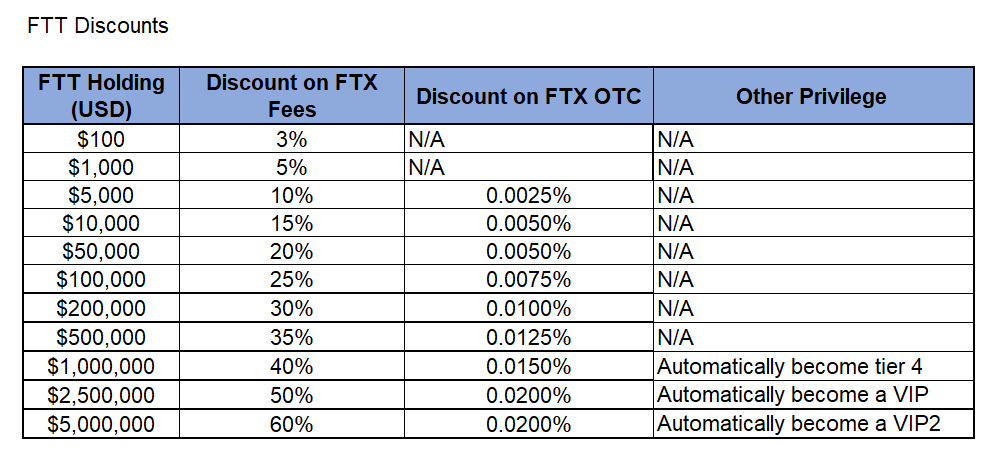 FTT Discounts
FTT Holding (USD) Discount on FTX Fees Discount on FTX OTC Other Privilege
$100 3% N/A N/A
$1,000 5% N/A N/A
$5,000 10% 0.0025% N/A
$10,000 15% 0.0050% N/A
$50,000 20% 0.0050% N/A
$100,000 25% 0.0075% N/A
$200,000 30% 0.0100% N/A
$500,000 35% 0.0125% N/A
$1,000,000 40% 0.0150% Automatically become tier 4
$2,500,000 50% 0.0200% Automatically become a VIP
$5,000,000 60% 0.0200% Automatically become a VIP2